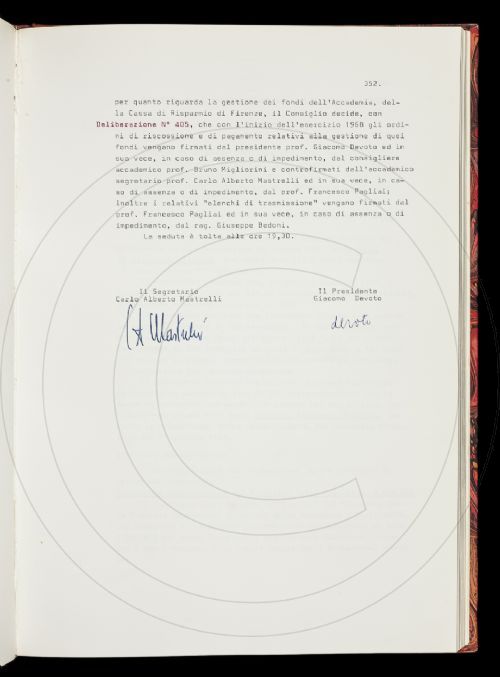 352.
per quanto riguarda la gestione dei fondi dell'Accademia, del-
la Cassa di Risparmio di Firenze, il Consiglio decide, con
Deliberazione N° 405, che con l'inizio dell'esercizio 1968 gli ordi-
ni di riscossione e di pagamento relativi alla gestione di quei
fondi vengano firmati dal presidente prof. Giacomo Devoto ed in
sua vece, in caso di assenza o di impedimento, dal consigliere
accademico prof. Bruno Migliorini e controfirmati dall'accademico
segretario prof. Carlo Alberto Mastrelli ed in sua vece, in ca-
so di assenza o di impedimento, dal prof. Francesco Pagliai;
inoltre i relativi "elenchi di trasmissione" vengano firmati dal
prof. Francesco Pagliai ed in sua vece, in caso di assenza o di
impedimento, dal rag. Giuseppe Bedoni.
La seduta è tolta alle ore 19,30.
Il Segretario
Carlo Alberto Mastrelli
Il Presidente
Giacomo Devoto
CA Mastrelli
devoto